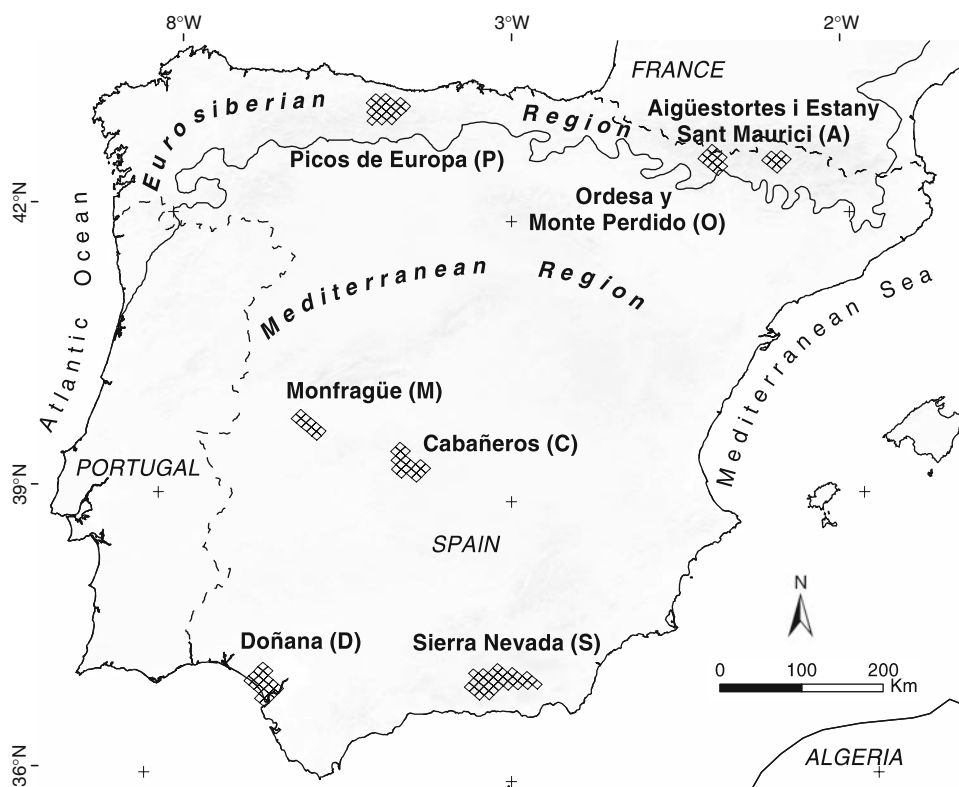 8°W
3°W
2°W
FRANCE
Eurosiberian Region
Aigüestortes i Estany
Sant Maurici (A)
Picos de Europa (P)
42°N
Ordesa y
Monte Perdido (O)
Atlantic Ocean
Mediterranean Region
Mediterranean Sea
Monfragüe (M)
Cabañeros (C)
PORTUGAL
39°N
SPAIN
N
Doñana (D)
Sierra Nevada (S)
0 100 200
Km
36°N
ALGERIA